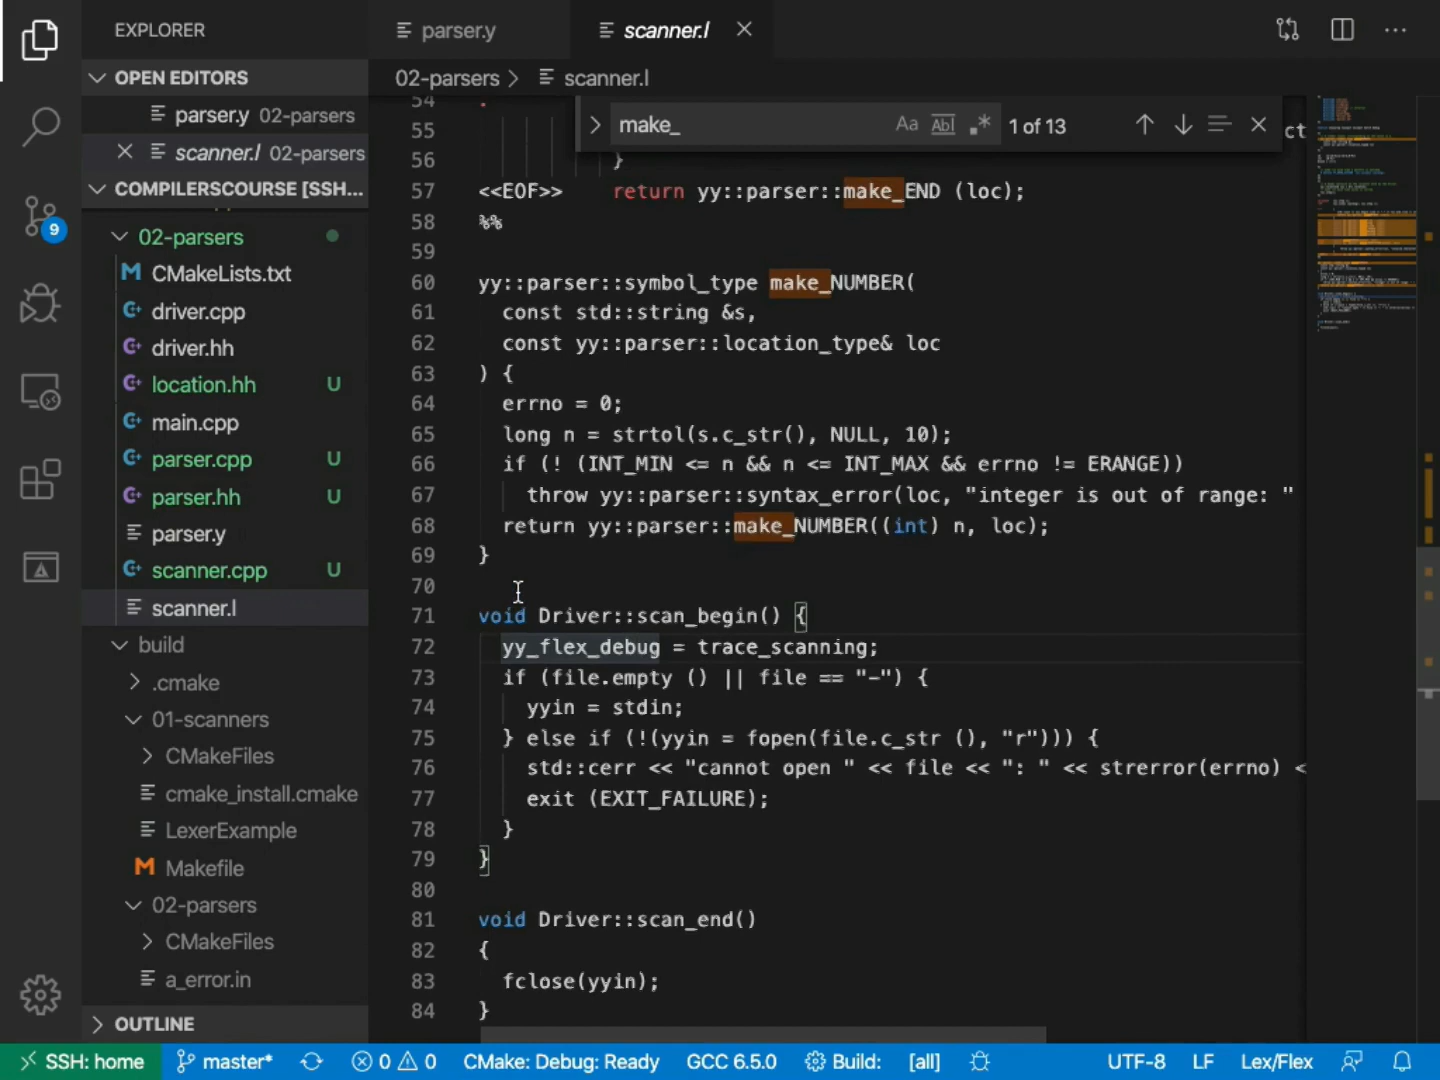 EXPLORER
OPEN EDITORS
parser.y 02-parsers
scanner.l 02-parsers
COMPILERSCOURSE [SSH...
02-parsers
CMakeLists.txt
driver.cpp
driver.hh
location.hh U
main.cpp
parser.cpp U
parser.hh U
parser.y
scanner.cpp U
scanner.l
build
.cmake
01-scanners
CMakeFiles
cmake_install.cmake
LexerExample
Makefile
02-parsers
CMakeFiles
a_error.in
OUTLINE
9
parser.y
scanner.l
02-parsers > scanner.l
make_ Aa Abl .* 1 of 13
54
55 ct
56 }
57 <<EOF>> return yy::parser::make_END (loc);
58 %%
59
60 yy::parser::symbol_type make_NUMBER(
61 const std::string &s,
62 const yy::parser::location_type& loc
63 ) {
64 errno = 0;
65 long n = strtol(s.c_str(), NULL, 10);
66 if (! (INT_MIN <= n && n <= INT_MAX && errno != ERANGE))
67 throw yy::parser::syntax_error(loc, "integer is out of range: "
68 return yy::parser::make_NUMBER((int) n, loc);
69 }
70
71 void Driver::scan_begin() {
72 yy_flex_debug = trace_scanning;
73 if (file.empty () || file == "-") {
74 yyin = stdin;
75 } else if (!(yyin = fopen(file.c_str (), "r"))) {
76 std::cerr << "cannot open " << file << ": " << strerror(errno) <
77 exit (EXIT_FAILURE);
78 }
79 }
80
81 void Driver::scan_end()
82 {
83 fclose(yyin);
84 }
SSH: home master* 0 0 CMake: Debug: Ready GCC 6.5.0 Build: [all] UTF-8 LF Lex/Flex